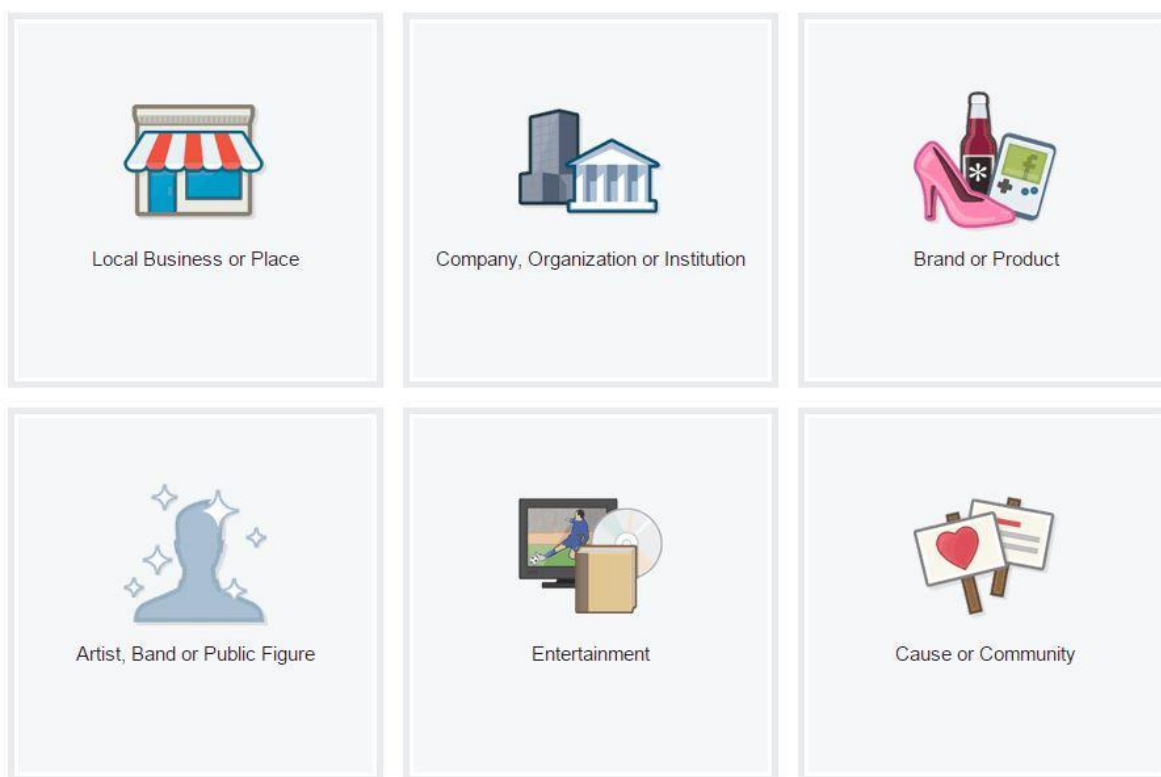 Local Business or Place
Company, Organization or Institution
Brand or Product
Artist, Band or Public Figure
Entertainment
Cause or Community